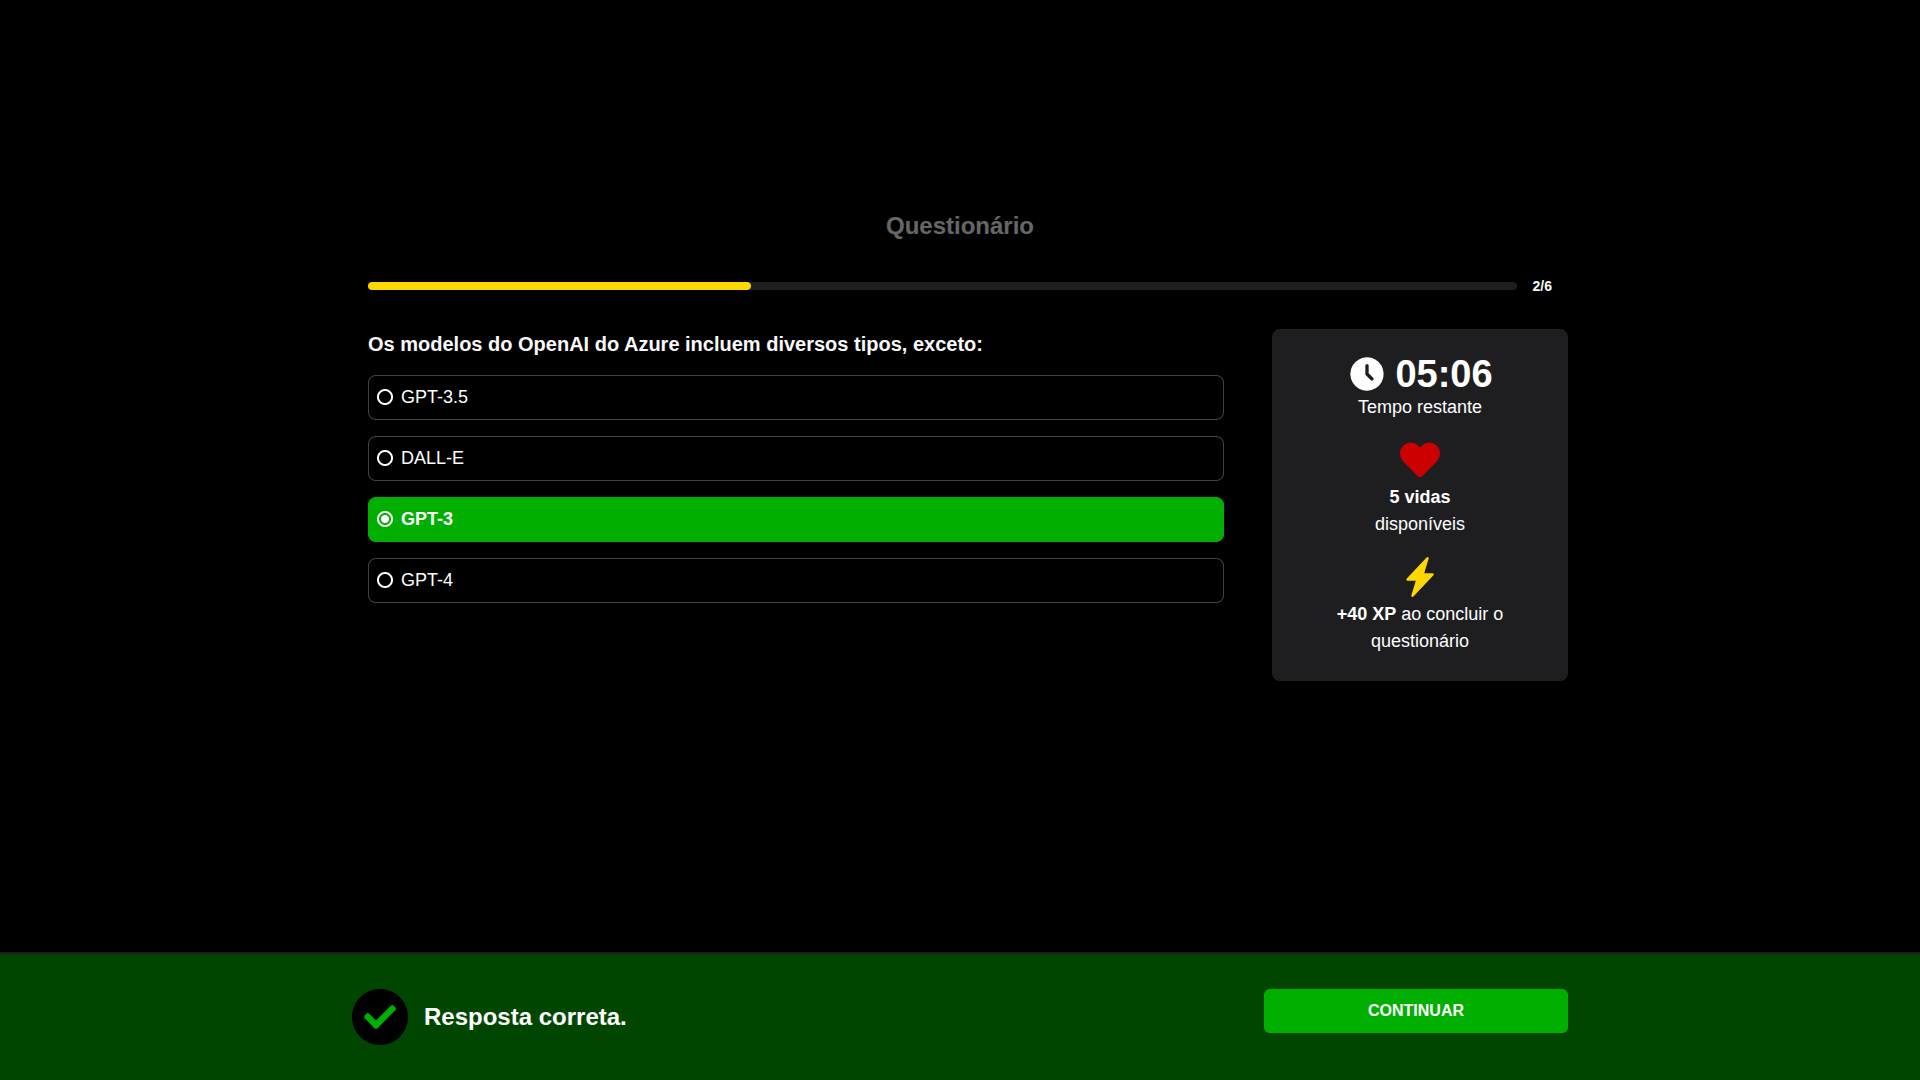 Questionário
2/6
Os modelos do OpenAI do Azure incluem diversos tipos, exceto:
GPT-3.5
DALL-E
GPT-3
GPT-4
05:06
Tempo restante
5 vidas
disponíveis
+40 XP ao concluir o
questionário
Resposta correta.
CONTINUAR